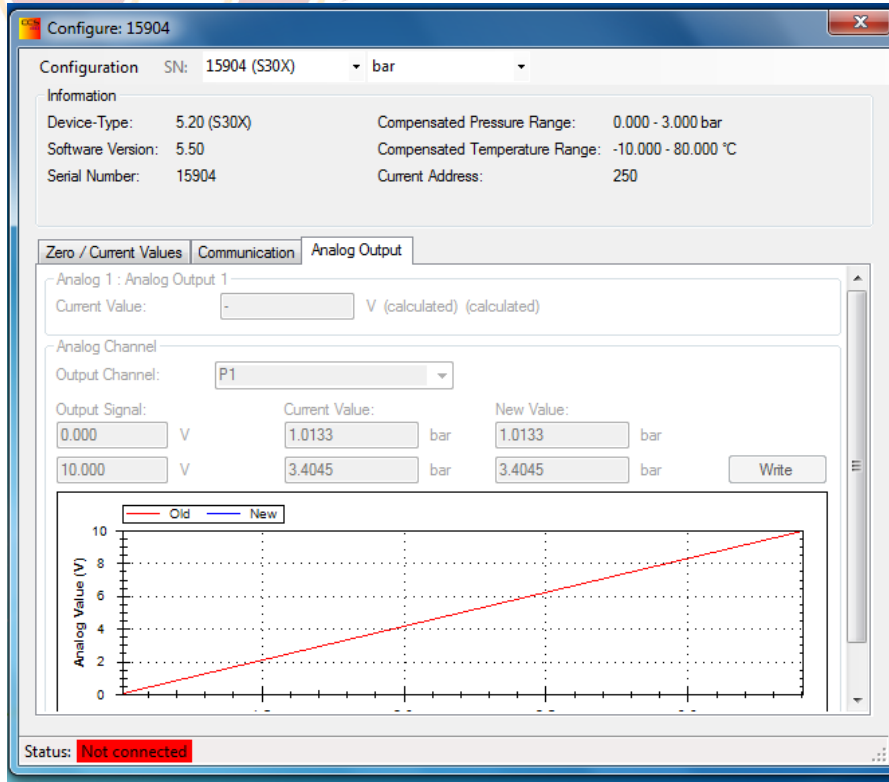 Configure: 15904
Configuration SN: 15904 (S30X) bar
Information
Device-Type: 5.20 (S30X) Compensated Pressure Range: 0.000 - 3.000 bar
Software Version: 5.50 Compensated Temperature Range: -10.000 - 80.000 °C
Serial Number: 15904 Current Address: 250
Zero / Current Values Communication Analog Output
Analog 1 : Analog Output 1
Current Value: - V (calculated) (calculated)
Analog Channel
Output Channel: P1
Output Signal: Current Value: New Value:
0.000 V 1.0133 bar 1.0133 bar
10.000 V 3.4045 bar 3.4045 bar Write
Old New
10
8
6
4
2
0
Analog Value (V)
Status: Not connected